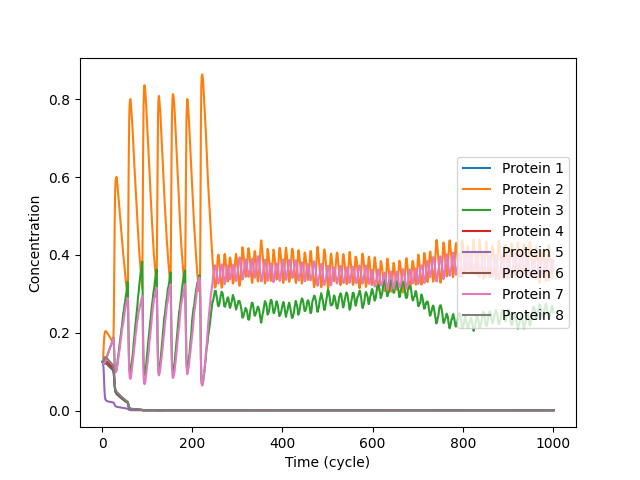 Concentration
0.8
0.6
0.4
0.2
0.0
0
200
400
600
800
1000
Time (cycle)
Protein 1
Protein 2
Protein 3
Protein 4
Protein 5
Protein 6
Protein 7
Protein 8